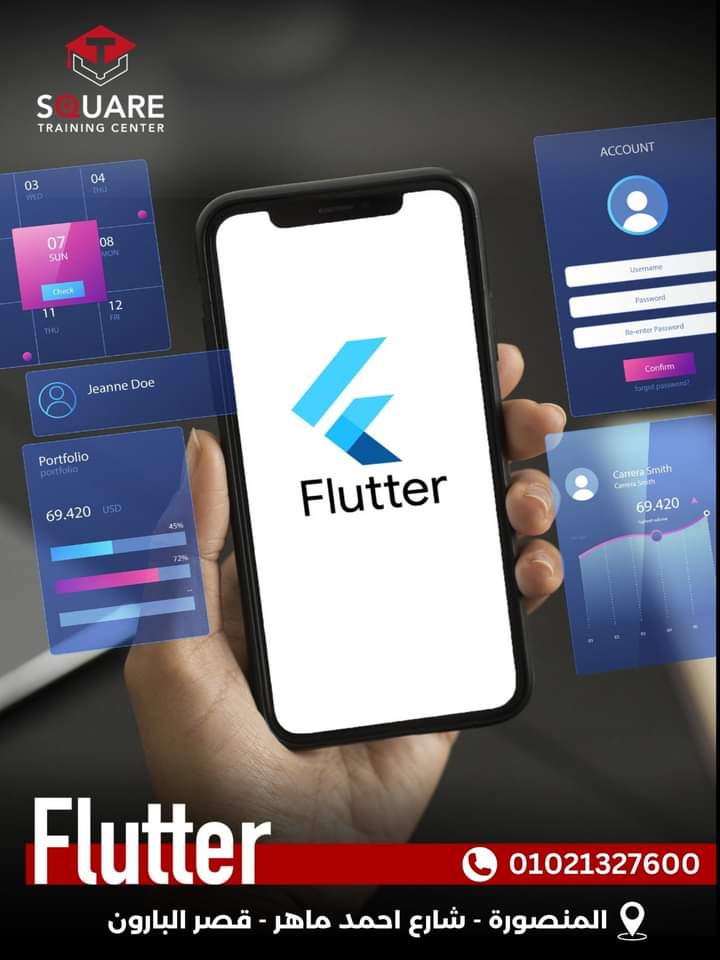 SQUARE
TRAINING CENTER
03
WED
04
THU
07
SUN
Check
08
MON
11
THU
12
FRI
Jeanne Doe
Portfolio
portfolio
69.420 USD
45%
72%
ACCOUNT
Username
Password
Re-enter Password
Confirm
forgot password?
Carrera Smith
Carrera Smith
69.420
Flutter
Flutter
01021327600
المنصورة - شارع احمد ماهر - قصر البارون